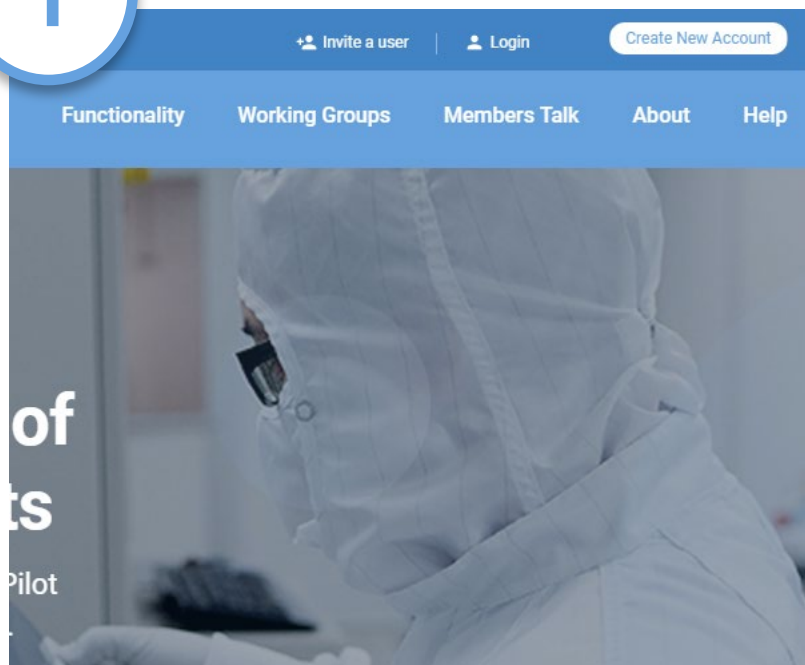 Invite a user
Login
Create New Account
Functionality
Working Groups
Members Talk
About
Help
of
ts
Pilot